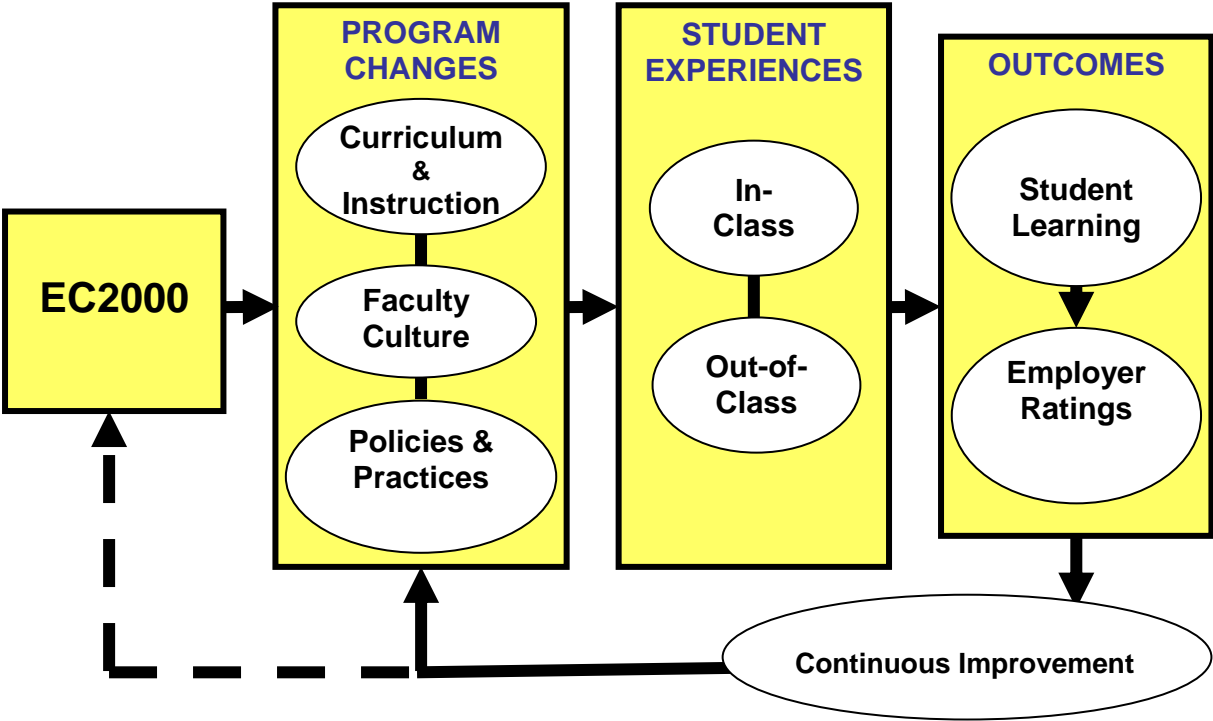 EC2000
PROGRAM
CHANGES
Curriculum
&
Instruction
Faculty
Culture
Policies &
Practices
STUDENT
EXPERIENCES
In-
Class
Out-of-
Class
OUTCOMES
Student
Learning
Employer
Ratings
Continuous Improvement